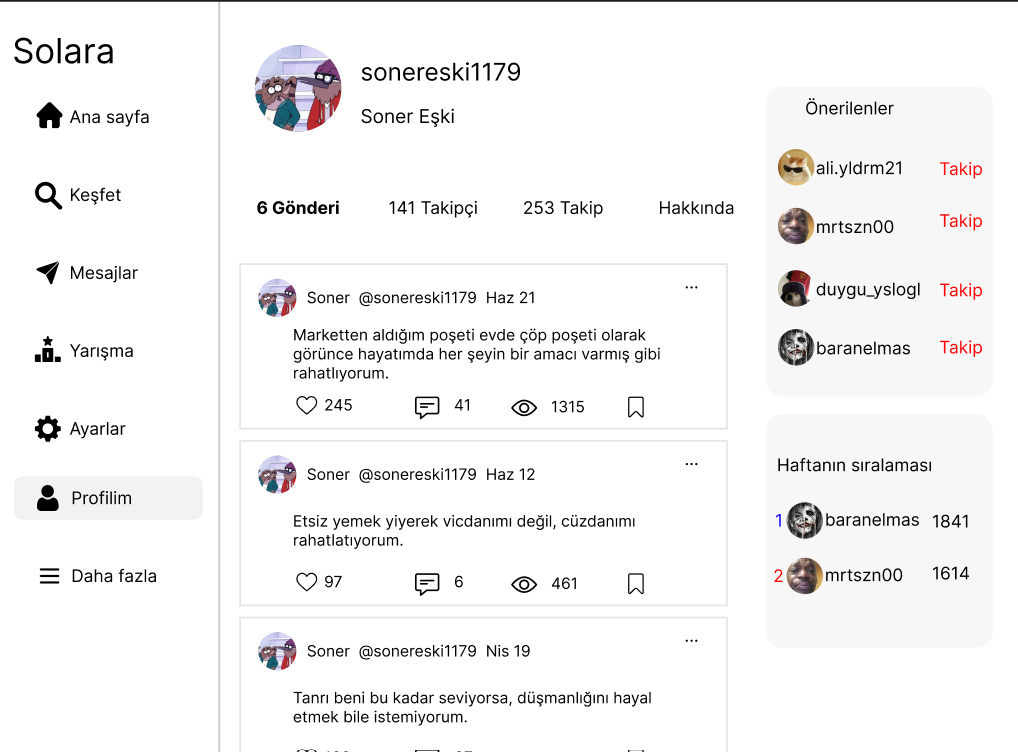 Solara
Ana sayfa
Keşfet
Mesajlar
Yarışma
Ayarlar
Profilim
Daha fazla
sonereski1179
Soner Eşki
6 Gönderi 141 Takipçi 253 Takip Hakkında
Soner @sonereski1179 Haz 21 ...
Marketten aldığım poşeti evde çöp poşeti olarak
görünce hayatımda her şeyin bir amacı varmış gibi
rahatlıyorum.
245 41 1315
Soner @sonereski1179 Haz 12 ...
Etsiz yemek yiyerek vicdanımı değil, cüzdanımı
rahatlatıyorum.
97 6 461
Soner @sonereski1179 Nis 19 ...
Tanrı beni bu kadar seviyorsa, düşmanlığını hayal
etmek bile istemiyorum.
Önerilenler
ali.yldrm21 Takip
mrtszn00 Takip
duygu_yslogl Takip
baranelmas Takip
Haftanın sıralaması
1 baranelmas 1841
2 mrtszn00 1614